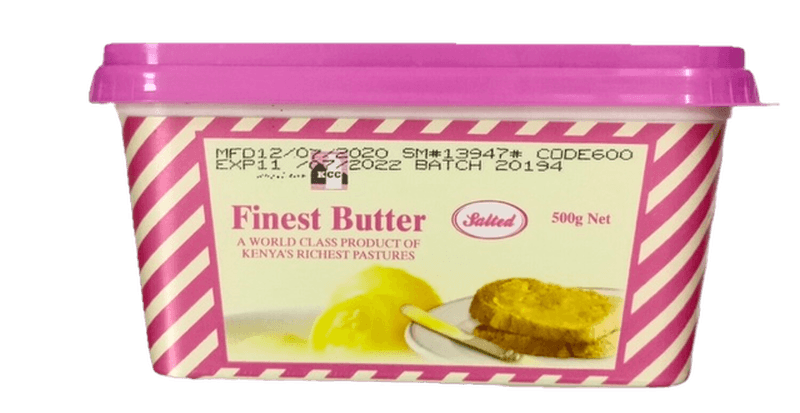 MFD12/07/2020 SM#13947# CODE600
EXP11 /07/2022 BATCH 20194
KCC
Finest Butter
Salted
500g Net
A WORLD CLASS PRODUCT OF
KENYA'S RICHEST PASTURES